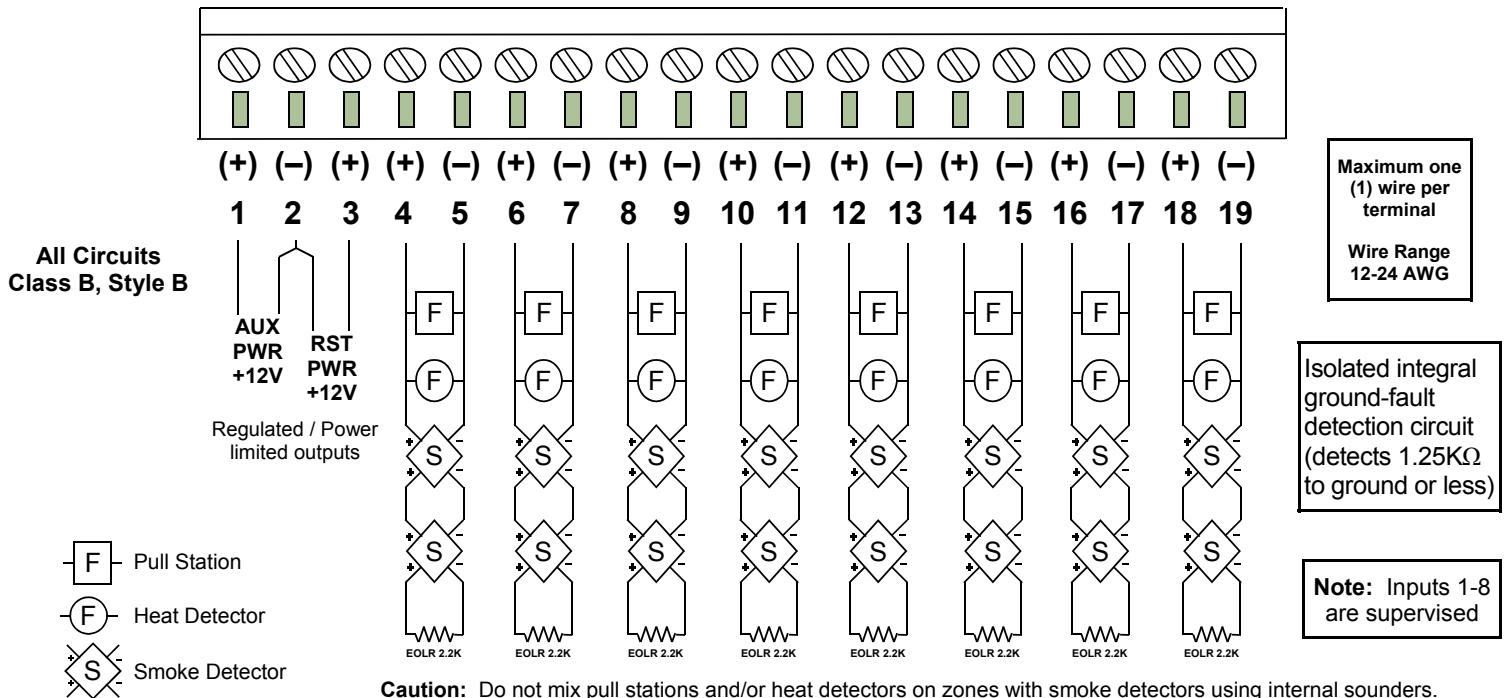 (+) (–) (+) (+) (–) (+) (–) (+) (–) (+) (–) (+) (–) (+) (–) (+) (–) (+) (–)
1 2 3 4 5 6 7 8 9 10 11 12 13 14 15 16 17 18 19
All Circuits
Class B, Style B
AUX
PWR
+12V
RST
PWR
+12V
Regulated / Power
limited outputs
F F F F F F F F
F F F F F F F F
+ - + - + - + - + - + - + - + -
S S S S S S S S
+ - + - + - + - + - + - + - + -
+ - + - + - + - + - + - + - + -
S S S S S S S S
+ - + - + - + - + - + - + - + -
EOLR 2.2K EOLR 2.2K EOLR 2.2K EOLR 2.2K EOLR 2.2K EOLR 2.2K EOLR 2.2K EOLR 2.2K
F Pull Station
F Heat Detector
+ -
S Smoke Detector
+ -
Maximum one
(1) wire per
terminal
Wire Range
12-24 AWG
Isolated integral
ground-fault
detection circuit
(detects 1.25KΩ
to ground or less)
Note: Inputs 1-8
are supervised
Caution: Do not mix pull stations and/or heat detectors on zones with smoke detectors using internal sounders.